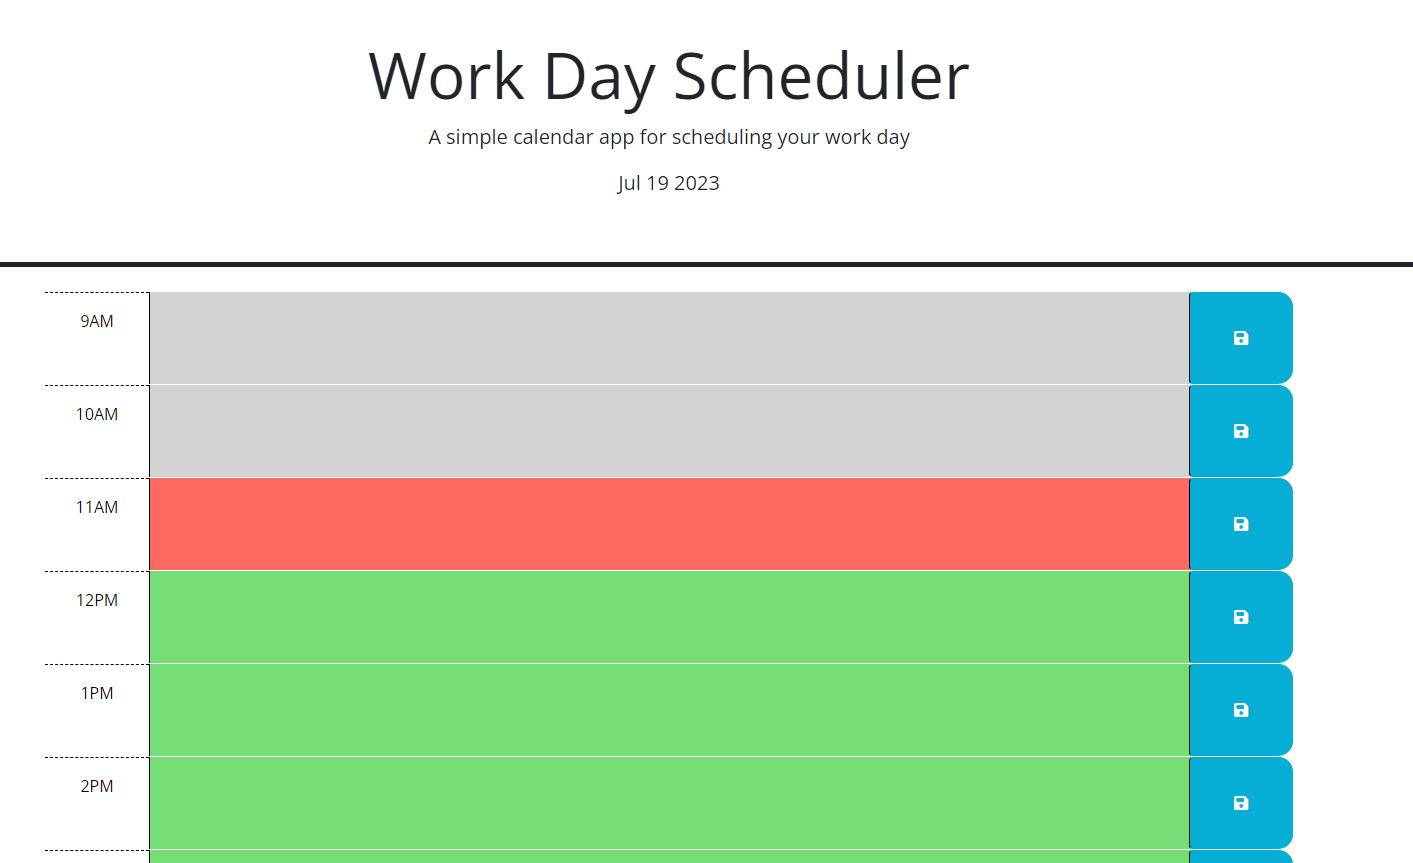 Work Day Scheduler
A simple calendar app for scheduling your work day
Jul 19 2023
9AM
10AM
11AM
12PM
1PM
2PM